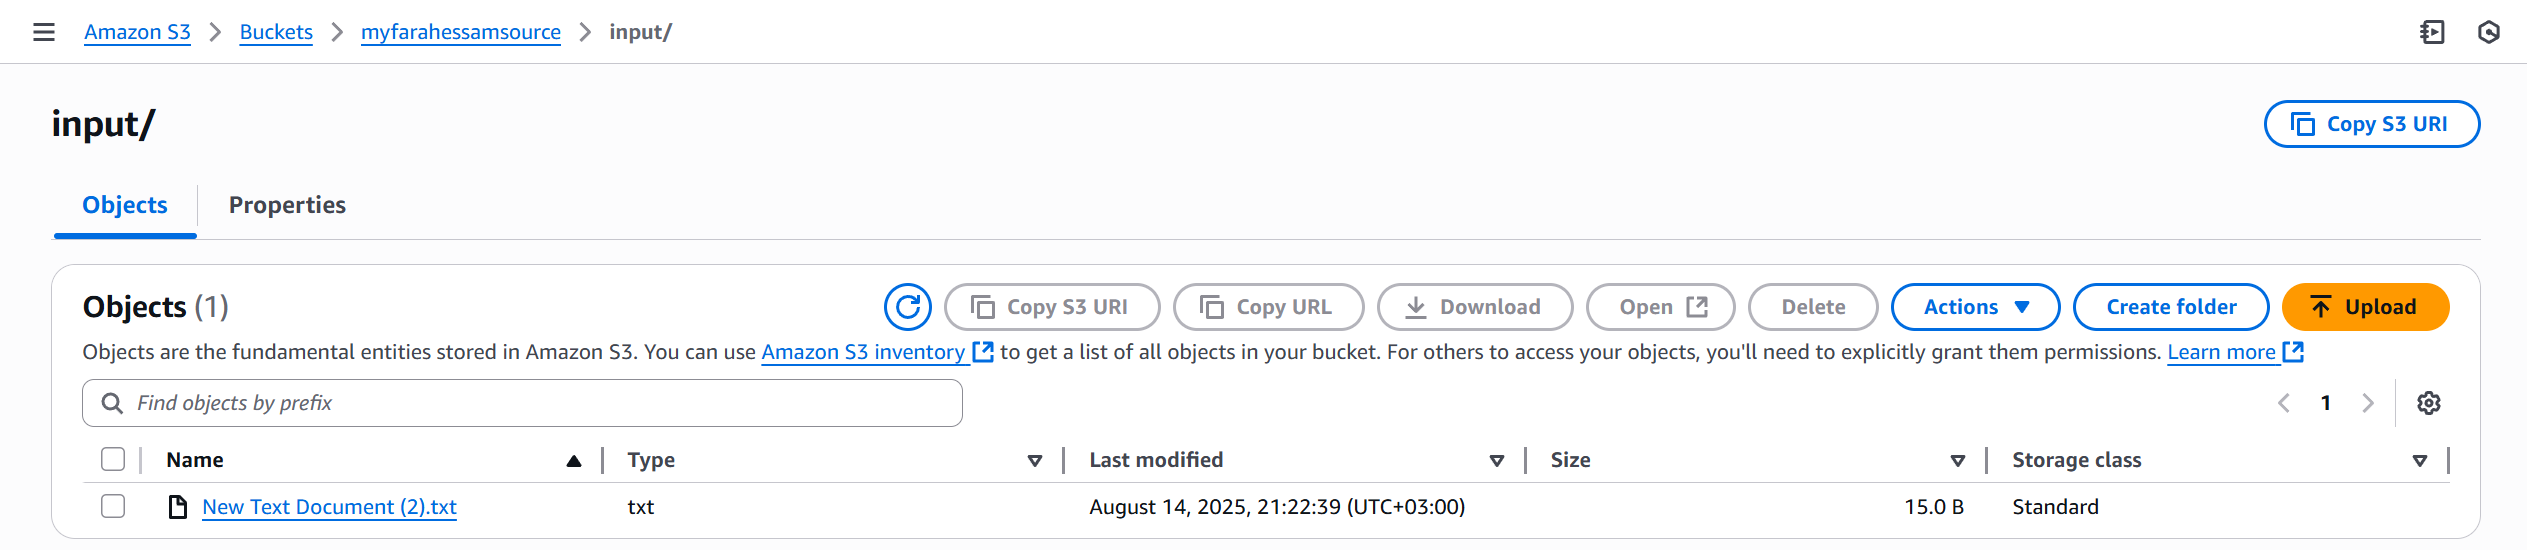 Amazon S3 > Buckets > myfarahessamsource > input/
input/
Copy S3 URI
Objects Properties
Objects (1)
Copy S3 URI Copy URL Download Open Delete Actions Create folder Upload
Objects are the fundamental entities stored in Amazon S3. You can use Amazon S3 inventory to get a list of all objects in your bucket. For others to access your objects, you'll need to explicitly grant them permissions. Learn more
Find objects by prefix
1
Name Type Last modified Size Storage class
New Text Document (2).txt txt August 14, 2025, 21:22:39 (UTC+03:00) 15.0 B Standard